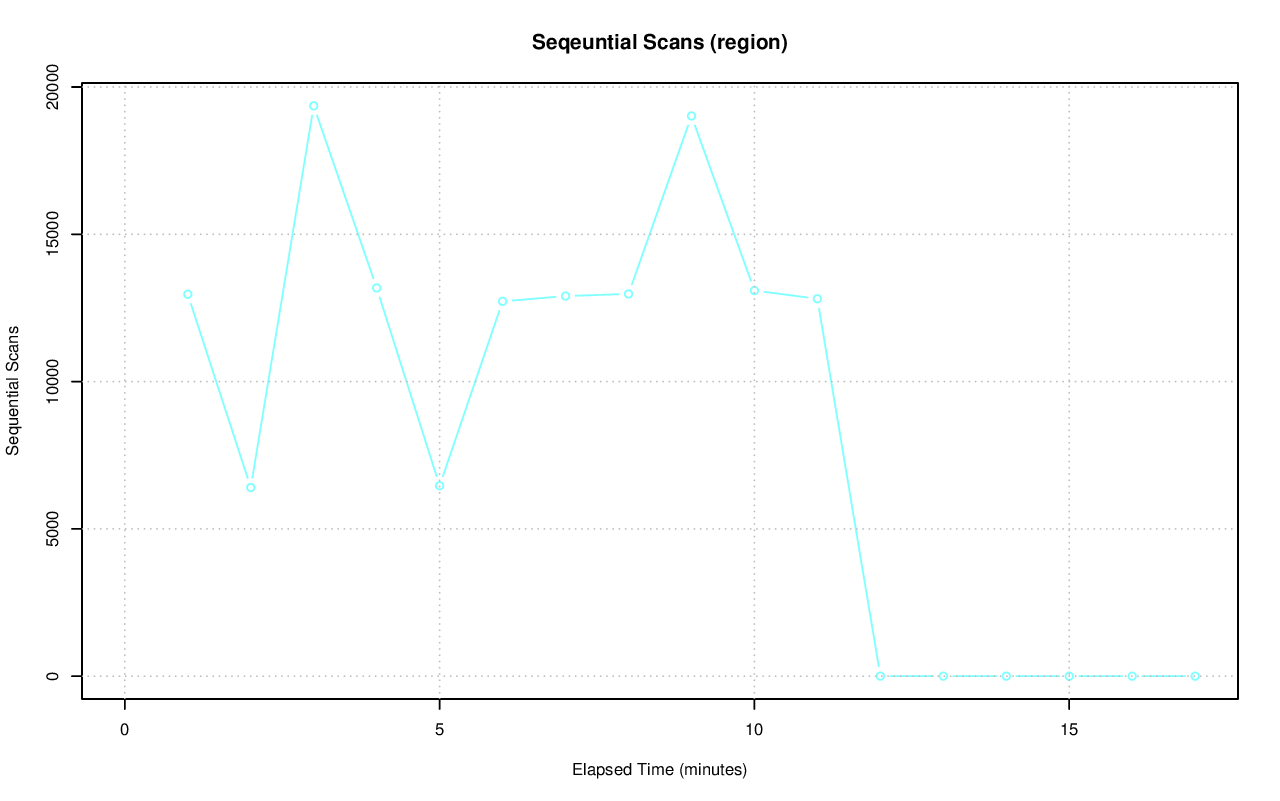 Seqeuntial Scans (region)
20000
15000
10000
5000
0
Sequential Scans
0 5 10 15
Elapsed Time (minutes)